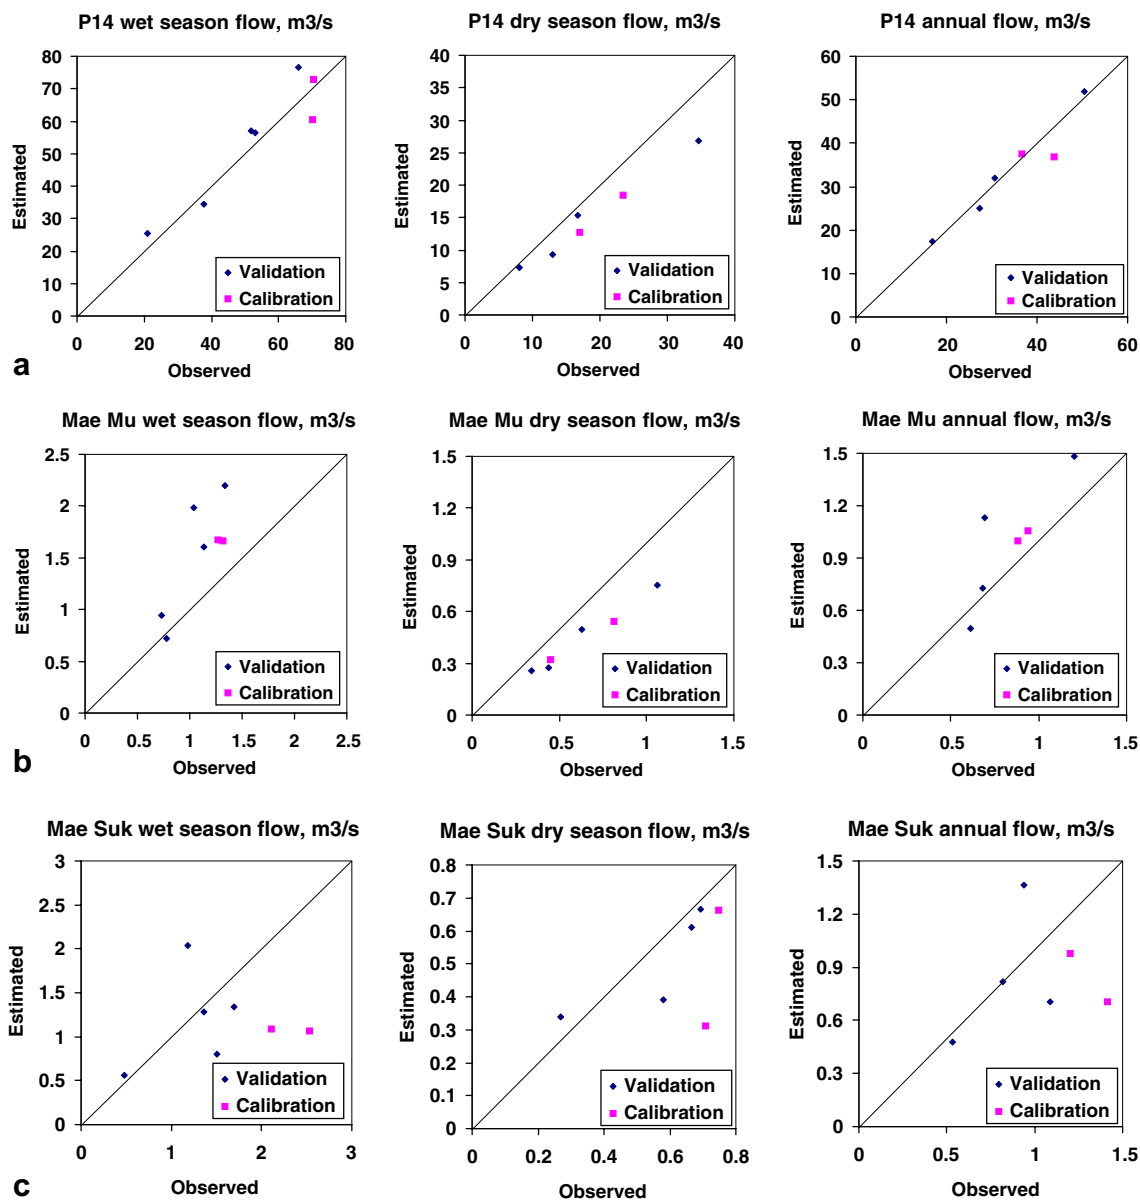 P14 wet season flow, m3/s
P14 dry season flow, m3/s
P14 annual flow, m3/s
80
70
60
50
40
30
20
10
0
Estimated
Validation
Calibration
0 20 40 60 80
Observed
40
35
30
25
20
15
10
5
0
Estimated
Validation
Calibration
0 10 20 30 40
Observed
60
50
40
30
20
10
0
Estimated
Validation
Calibration
0 20 40 60
Observed
a
Mae Mu wet season flow, m3/s
Mae Mu dry season flow, m3/s
Mae Mu annual flow, m3/s
2.5
2
1.5
1
0.5
0
Estimated
Validation
Calibration
0 0.5 1 1.5 2 2.5
Observed
1.5
1.2
0.9
0.6
0.3
0
Estimated
Validation
Calibration
0 0.5 1 1.5
Observed
1.5
1.2
0.9
0.6
0.3
0
Estimated
Validation
Calibration
0 0.5 1 1.5
Observed
b
Mae Suk wet season flow, m3/s
Mae Suk dry season flow, m3/s
Mae Suk annual flow, m3/s
3
2.5
2
1.5
1
0.5
0
Estimated
Validation
Calibration
0 1 2 3
Observed
0.8
0.7
0.6
0.5
0.4
0.3
0.2
0.1
0
Estimated
Validation
Calibration
0 0.2 0.4 0.6 0.8
Observed
1.5
1.2
0.9
0.6
0.3
0
Estimated
Validation
Calibration
0 0.5 1 1.5
Observed
c